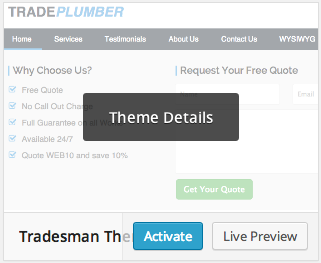 TRADEPLUMBER
Home Services Testimonials About Us Contact Us WYSIWYG
Why Choose Us?
Request Your Free Quote
Free Quote
Email
No Call Out Charge
Full Guarantee on all
Available 24/7
Quote WEB10 and save 10%
Theme Details
Get Your Quote
Tradesman The
Activate
Live Preview